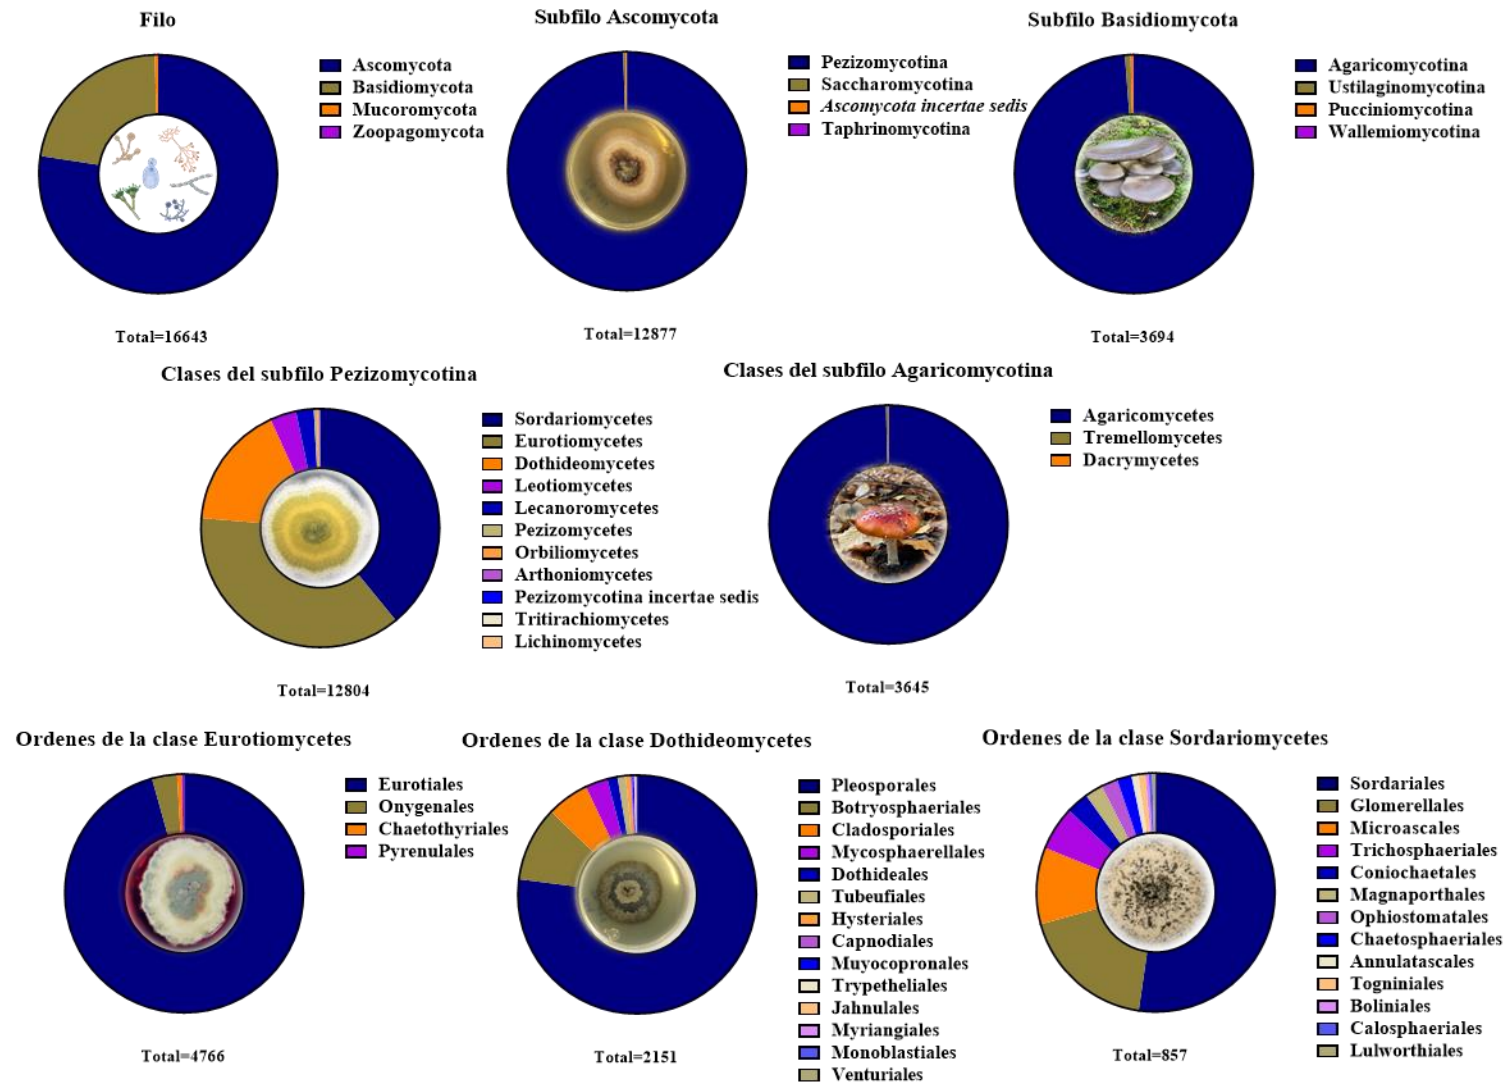 Filo
Ascomycota
Basidiomycota
Mucoromycota
Zoopagomycota
Total=16643
Subfilo Ascomycota
Pezizomycotina
Saccharomycotina
Ascomycota incertae sedis
Taphrinomycotina
Total=12877
Subfilo Basidiomycota
Agaricomycotina
Ustilaginomycotina
Pucciniomycotina
Wallemiomycotina
Total=3694
Clases del subfilo Pezizomycotina
Sordariomycetes
Eurotiomycetes
Dothideomycetes
Leotiomycetes
Lecanoromycetes
Pezizomycetes
Orbiliomycetes
Arthoniomycetes
Pezizomycotina incertae sedis
Tritirachiomycetes
Lichinomycetes
Total=12804
Clases del subfilo Agaricomycotina
Agaricomycetes
Tremellomycetes
Dacrymycetes
Total=3645
Ordenes de la clase Eurotiomycetes
Eurotiales
Onygenales
Chaetothyriales
Pyrenulales
Total=4766
Ordenes de la clase Dothideomycetes
Pleosporales
Botryosphaeriales
Cladosporiales
Mycosphaerellales
Dothideales
Tubeufiales
Hysteriales
Capnodiales
Muyocopronales
Trypetheliales
Jahnulales
Myriangiales
Monoblastiales
Venturiales
Total=2151
Ordenes de la clase Sordariomycetes
Sordariales
Glomerellales
Microascales
Trichosphaeriales
Coniochaetales
Magnaporthales
Ophiostomatales
Chaetosphaeriales
Annulatascales
Togniniales
Boliniales
Calosphaeriales
Lulworthiales
Total=857